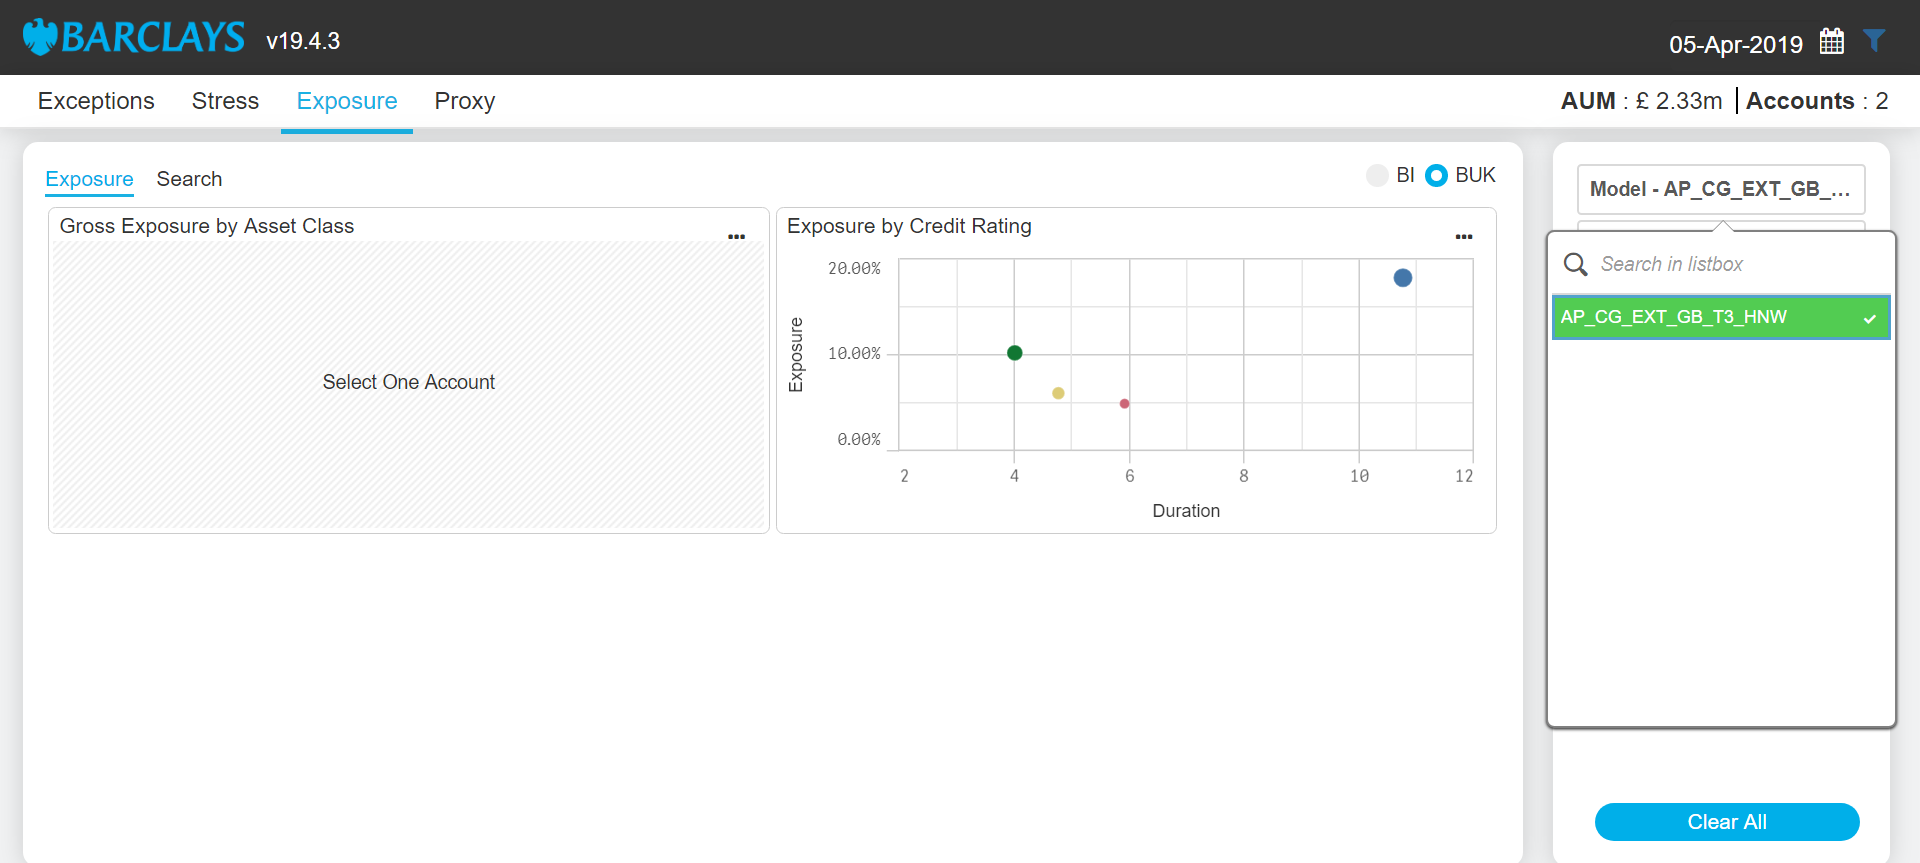 BARCLAYS v19.4.3
05-Apr-2019
Exceptions Stress Exposure Proxy
AUM : £ 2.33m Accounts : 2
Exposure Search
BI BUK
Model - AP_CG_EXT_GB_...
Gross Exposure by Asset Class
...
Select One Account
Exposure by Credit Rating
...
20.00%
10.00%
0.00%
Exposure
2 4 6 8 10 12
Duration
Search in listbox
AP_CG_EXT_GB_T3_HNW
Clear All